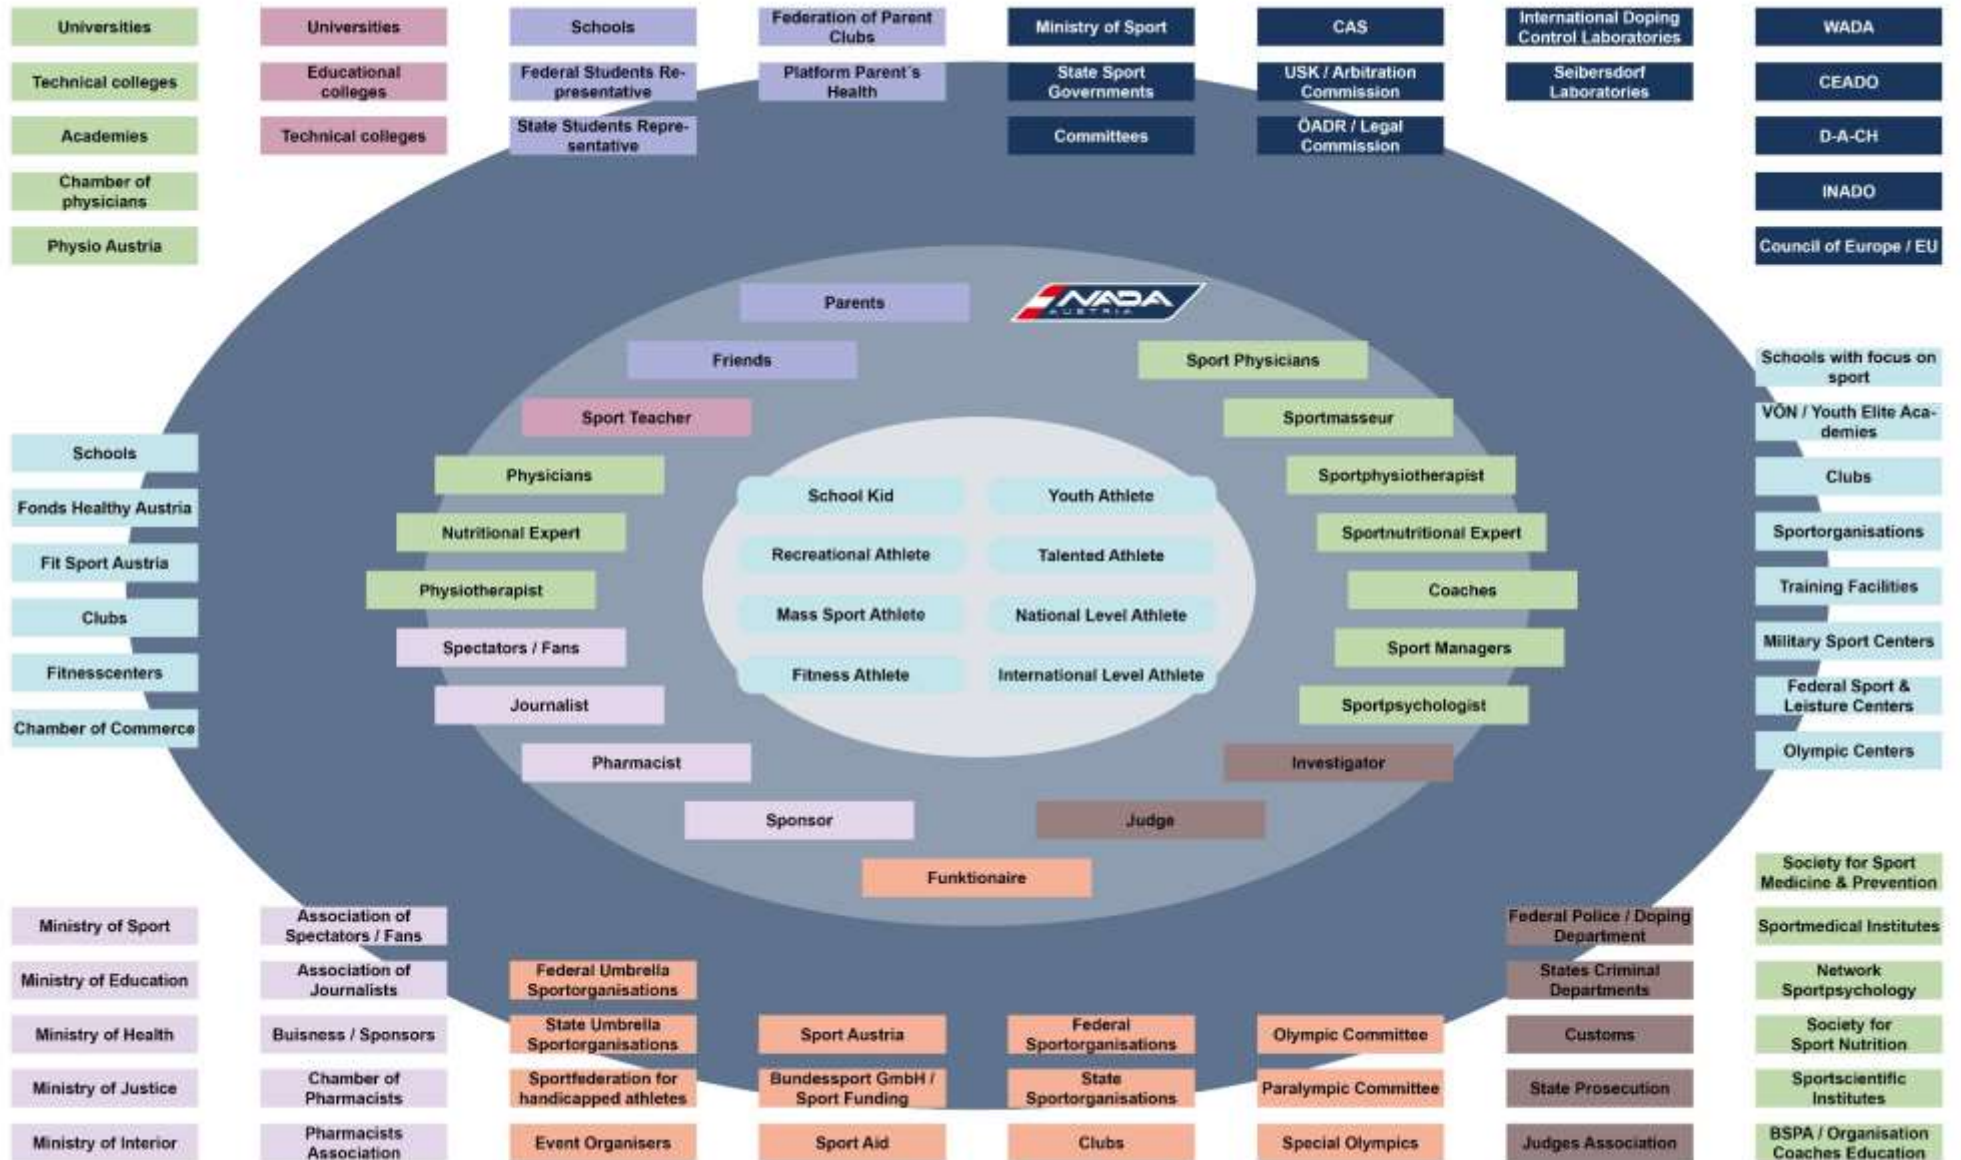 Universities
Technical colleges
Academies
Chamber of
physicians
Physio Austria
Universities
Educational
colleges
Technical colleges
Schools
Federal Students Re-
presentative
State Students Repre-
sentative
Federation of Parent
Clubs
Platform Parent´s
Health
Ministry of Sport
State Sport
Governments
Committees
CAS
USK / Arbitration
Commission
ÖADR / Legal
Commission
International Doping
Control Laboratories
Seibersdorf
Laboratories
WADA
CEADO
D-A-CH
INADO
Council of Europe / EU
Parents
Friends
Sport Teacher
Physicians
Nutritional Expert
Physiotherapist
Spectators / Fans
Journalist
Pharmacist
Sponsor
Funktionaire
NADA
AUSTRIA
Sport Physicians
Sportmasseur
Sportphysiotherapist
Sportnutritional Expert
Coaches
Sport Managers
Sportpsychologist
Investigator
Judge
School Kid
Recreational Athlete
Mass Sport Athlete
Fitness Athlete
Youth Athlete
Talented Athlete
National Level Athlete
International Level Athlete
Schools
Fonds Healthy Austria
Fit Sport Austria
Clubs
Fitnesscenters
Chamber of Commerce
Schools with focus on
sport
VÖN / Youth Elite Aca-
demies
Clubs
Sportorganisations
Training Facilities
Military Sport Centers
Federal Sport &
Leisture Centers
Olympic Centers
Ministry of Sport
Ministry of Education
Ministry of Health
Ministry of Justice
Ministry of Interior
Association of
Spectators / Fans
Association of
Journalists
Buisness / Sponsors
Chamber of
Pharmacists
Pharmacists
Association
Federal Umbrella
Sportorganisations
State Umbrella
Sportorganisations
Sportfederation for
handicapped athletes
Event Organisers
Sport Austria
Bundessport GmbH /
Sport Funding
Sport Aid
Federal
Sportorganisations
State
Sportorganisations
Clubs
Olympic Committee
Paralympic Committee
Special Olympics
Federal Police / Doping
Department
States Criminal
Departments
Customs
State Prosecution
Judges Association
Society for Sport
Medicine & Prevention
Sportmedical Institutes
Network
Sportpsychology
Society for
Sport Nutrition
Sportscientific
Institutes
BSPA / Organisation
Coaches Education